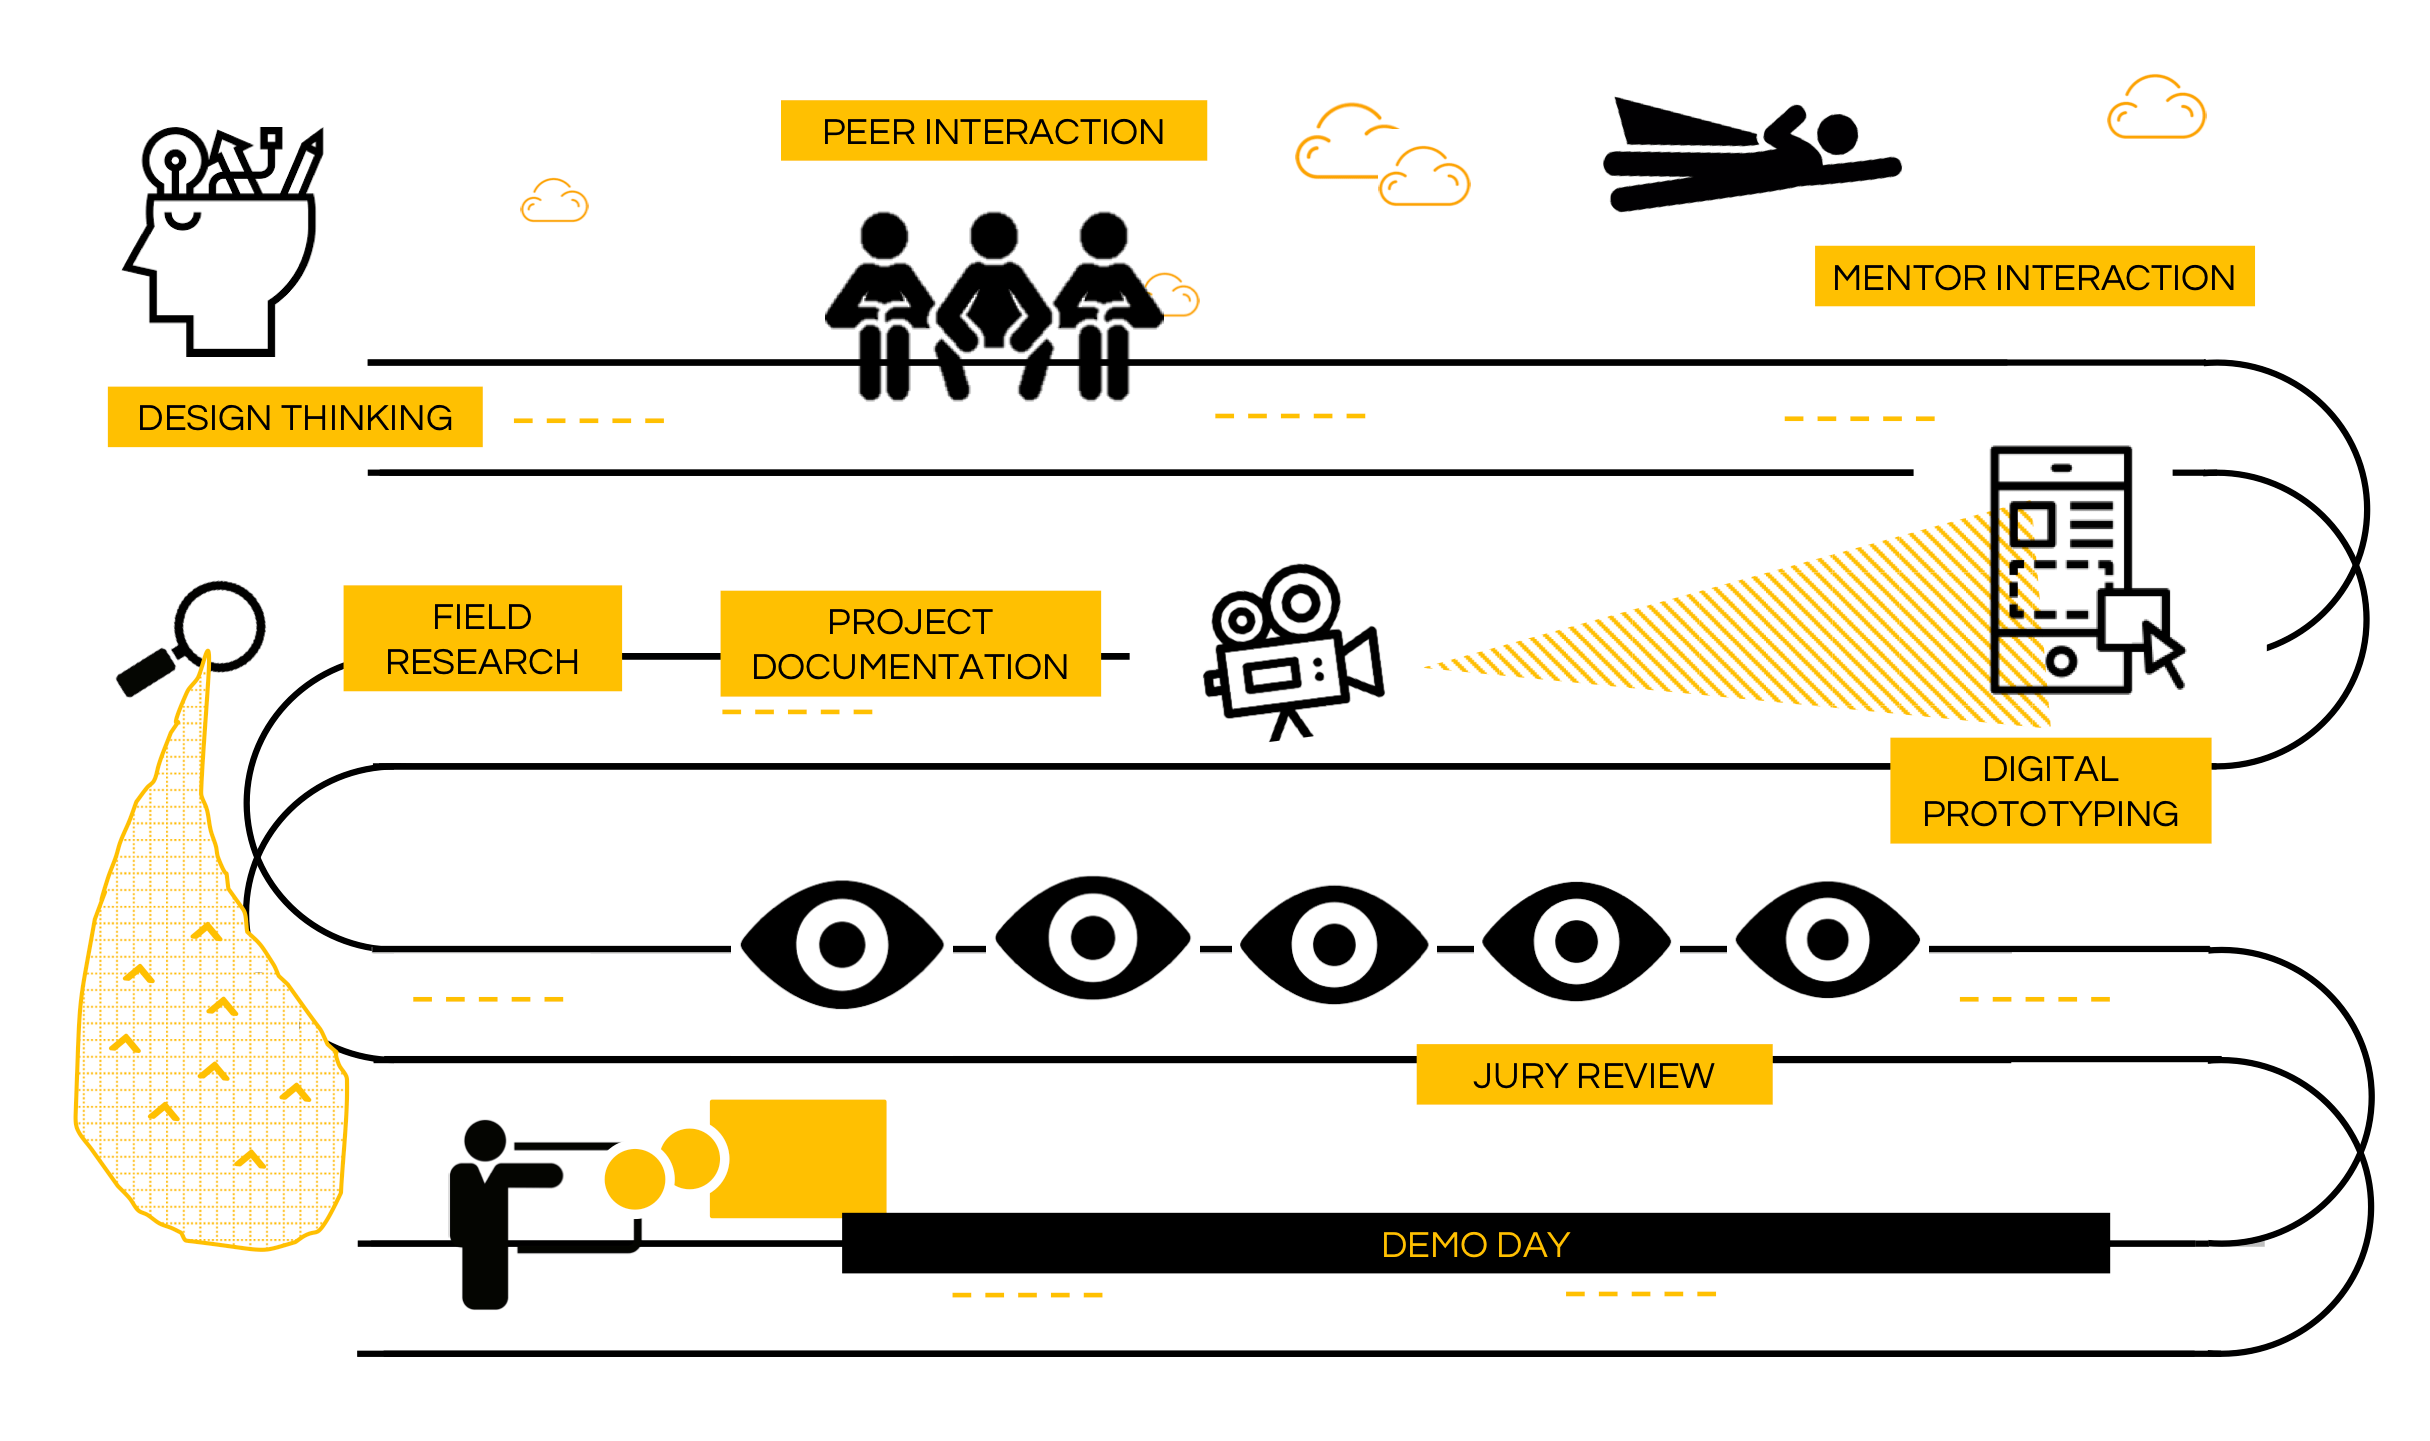 PEER INTERACTION
MENTOR INTERACTION
DESIGN THINKING
FIELD
RESEARCH
PROJECT
DOCUMENTATION
DIGITAL
PROTOTYPING
JURY REVIEW
DEMO DAY